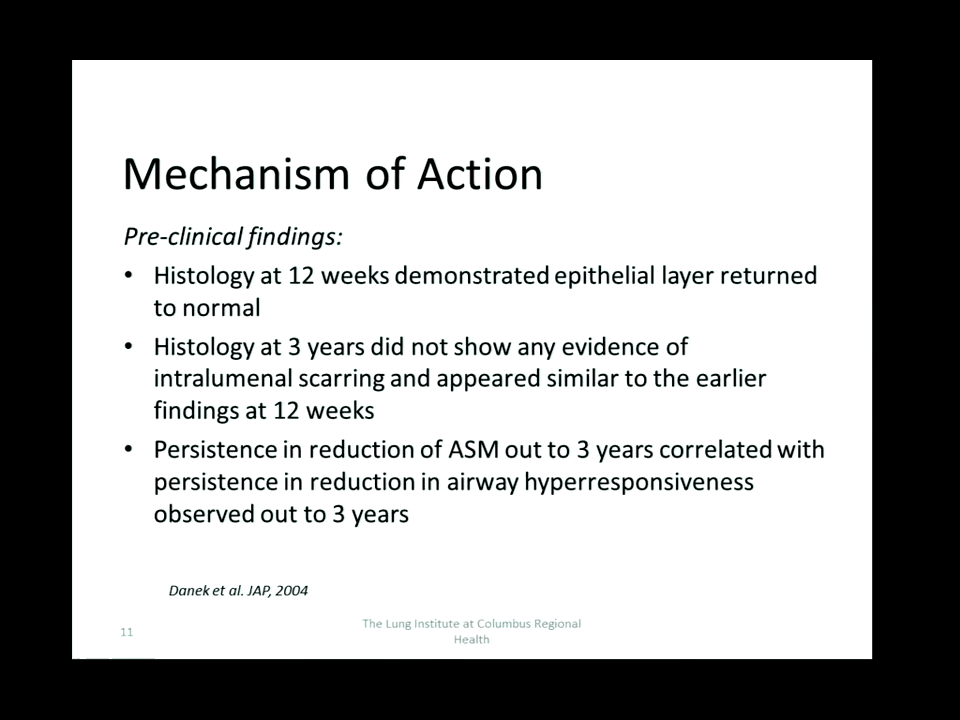 Mechanism of Action
Pre-clinical findings:
• Histology at 12 weeks demonstrated epithelial layer returned
to normal
• Histology at 3 years did not show any evidence of
intralumenal scarring and appeared similar to the earlier
findings at 12 weeks
• Persistence in reduction of ASM out to 3 years correlated with
persistence in reduction in airway hyperresponsiveness
observed out to 3 years
Danek et al. JAP, 2004
11
The Lung Institute at Columbus Regional
Health